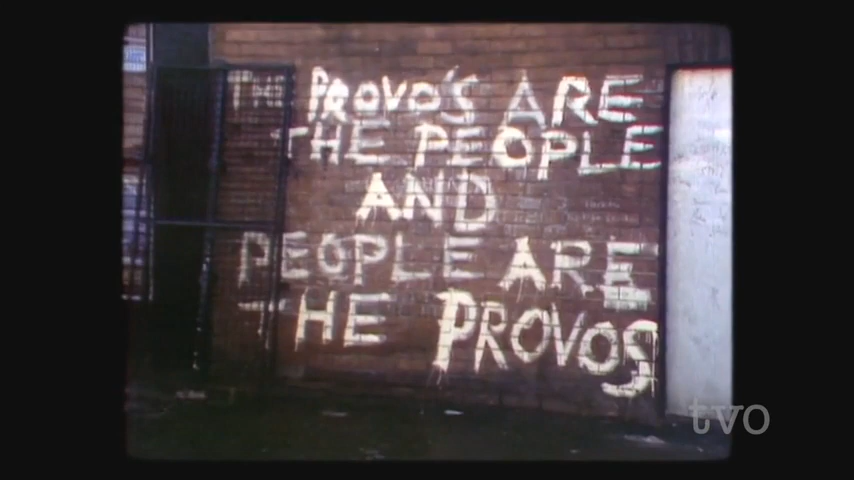 THE PROVO'S ARE
THE PEOPLE
AND
PEOPLE ARE
THE PROVOS
tvo